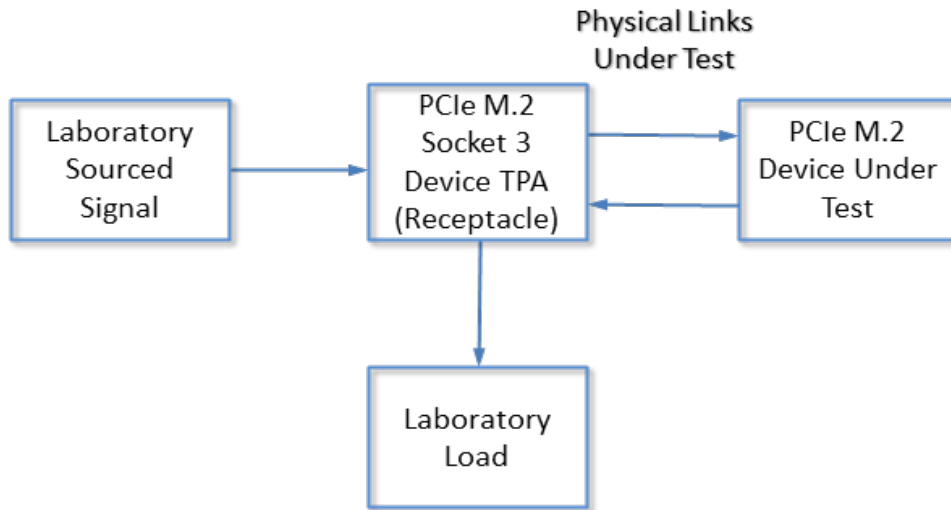 Physical Links
Under Test
Laboratory
Sourced
Signal
PCIe M.2
Socket 3
Device TPA
(Receptacle)
PCIe M.2
Device Under
Test
Laboratory
Load